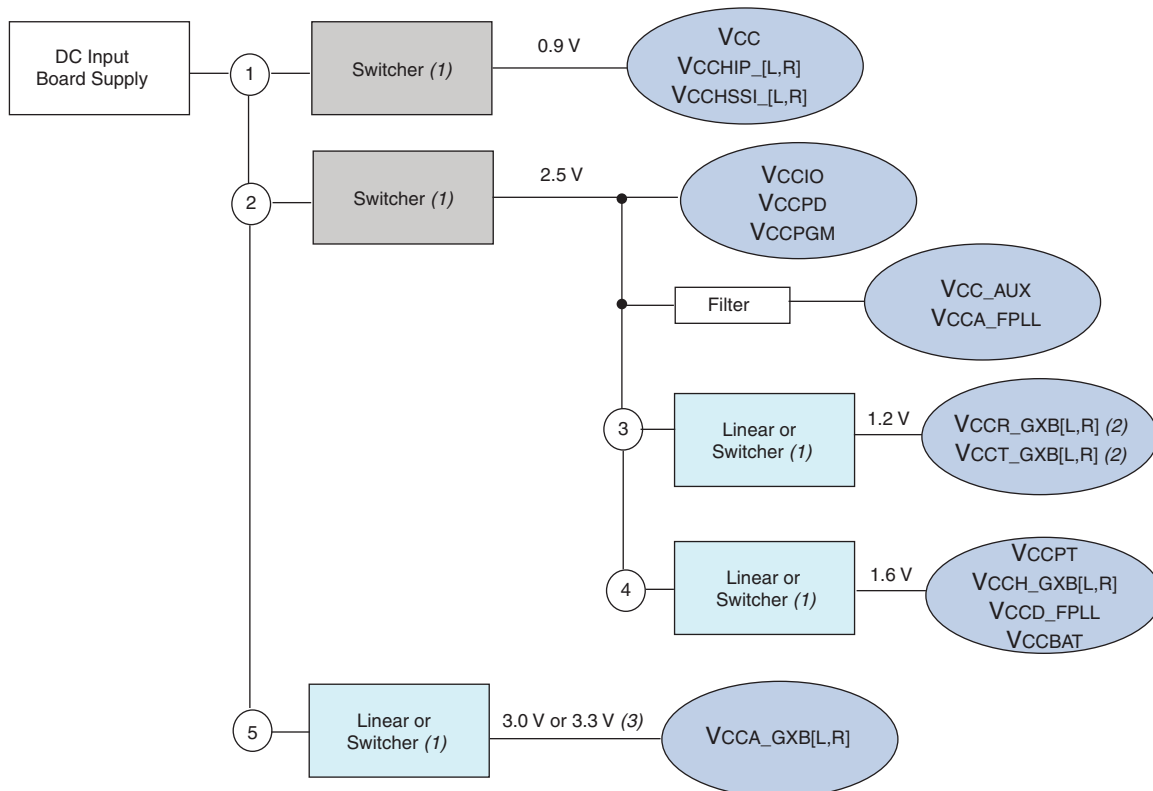 DC Input
Board Supply
1
Switcher (1)
0.9 V
VCC
VCCHIP_[L,R]
VCCHSSI_[L,R]
2
Switcher (1)
2.5 V
VCCIO
VCCPD
VCCPGM
Filter
VCC_AUX
VCCA_FPLL
3
Linear or
Switcher (1)
1.2 V
VCCR_GXB[L,R] (2)
VCCT_GXB[L,R] (2)
4
Linear or
Switcher (1)
1.6 V
VCCPT
VCCH_GXB[L,R]
VCCD_FPLL
VCCBAT
5
Linear or
Switcher (1)
3.0 V or 3.3 V (3)
VCCA_GXB[L,R]